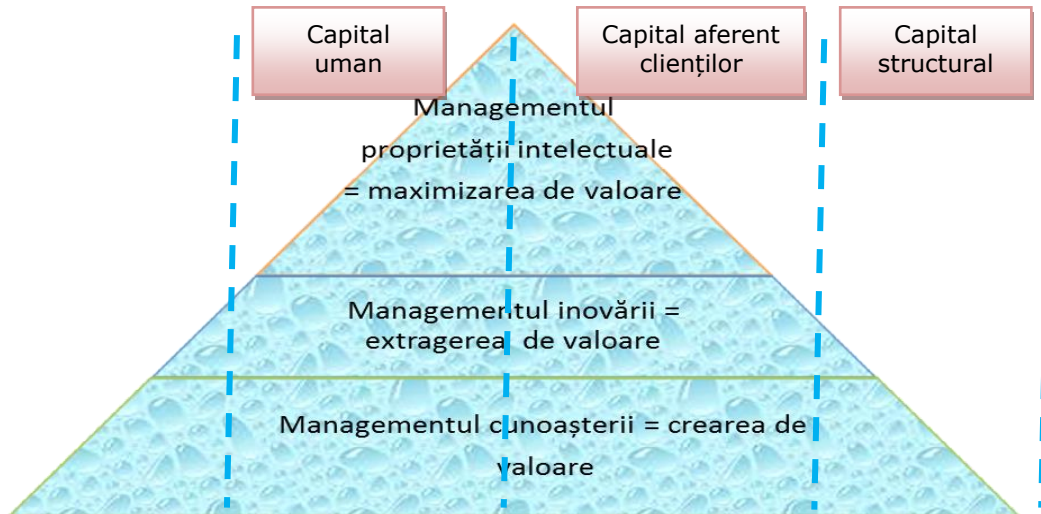 Capital
uman
Capital aferent
clienților
Capital
structural
Managementul
proprietății intelectuale
= maximizarea de valoare
Managementul inovării =
extragerea de valoare
Managementul cunoașterii = crearea de
valoare